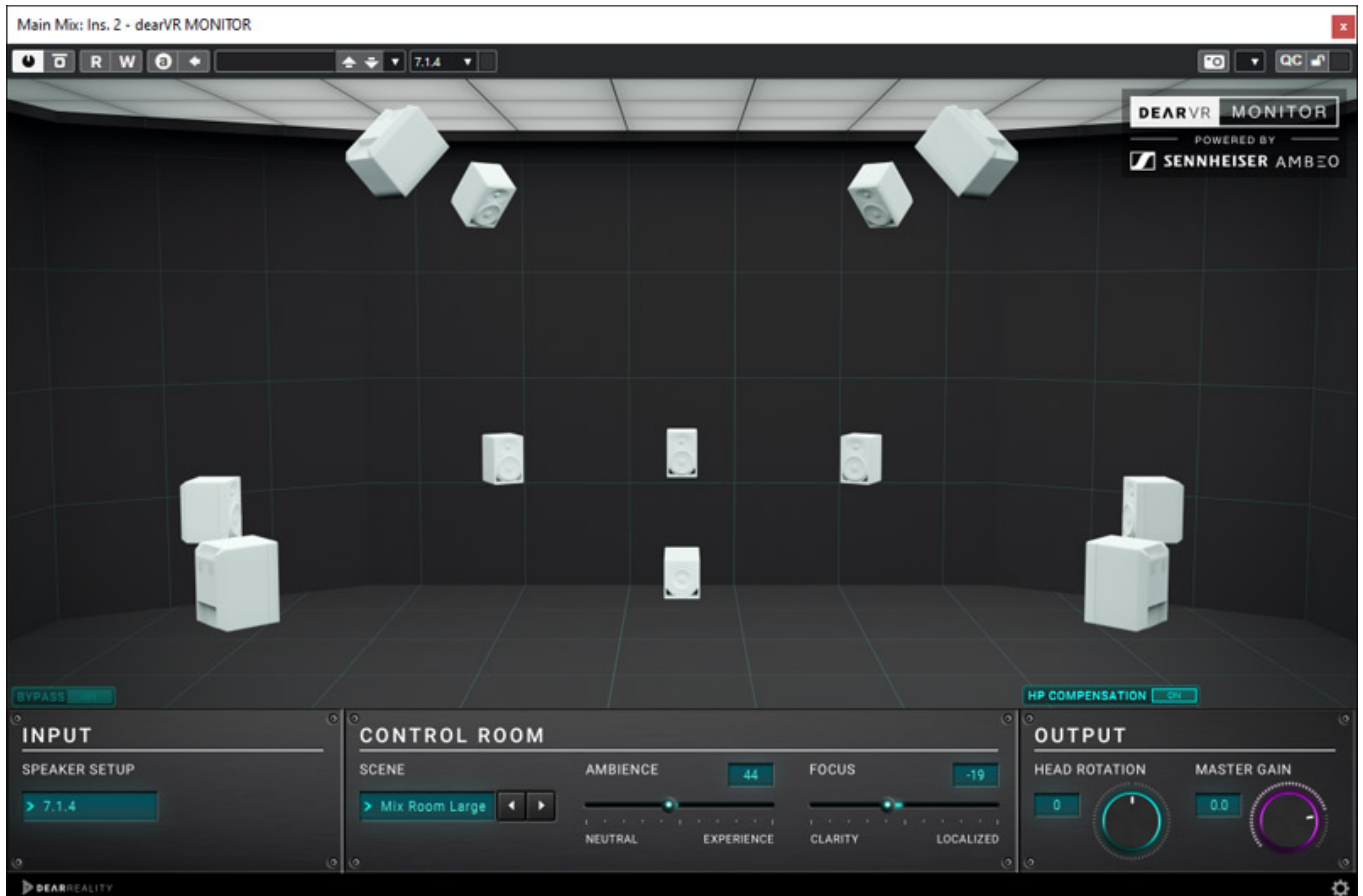 Main Mix: Ins. 2 - dearVR MONITOR
x
R W a 7.1.4 QC
DEARVR MONITOR
POWERED BY
SENNHEISER AMBEO
BYPASS
HP COMPENSATION ON
INPUT
SPEAKER SETUP
> 7.1.4
CONTROL ROOM
SCENE
> Mix Room Large
AMBIENCE 44
NEUTRAL EXPERIENCE
FOCUS -19
CLARITY LOCALIZED
OUTPUT
HEAD ROTATION MASTER GAIN
0 0.0
DEARREALITY